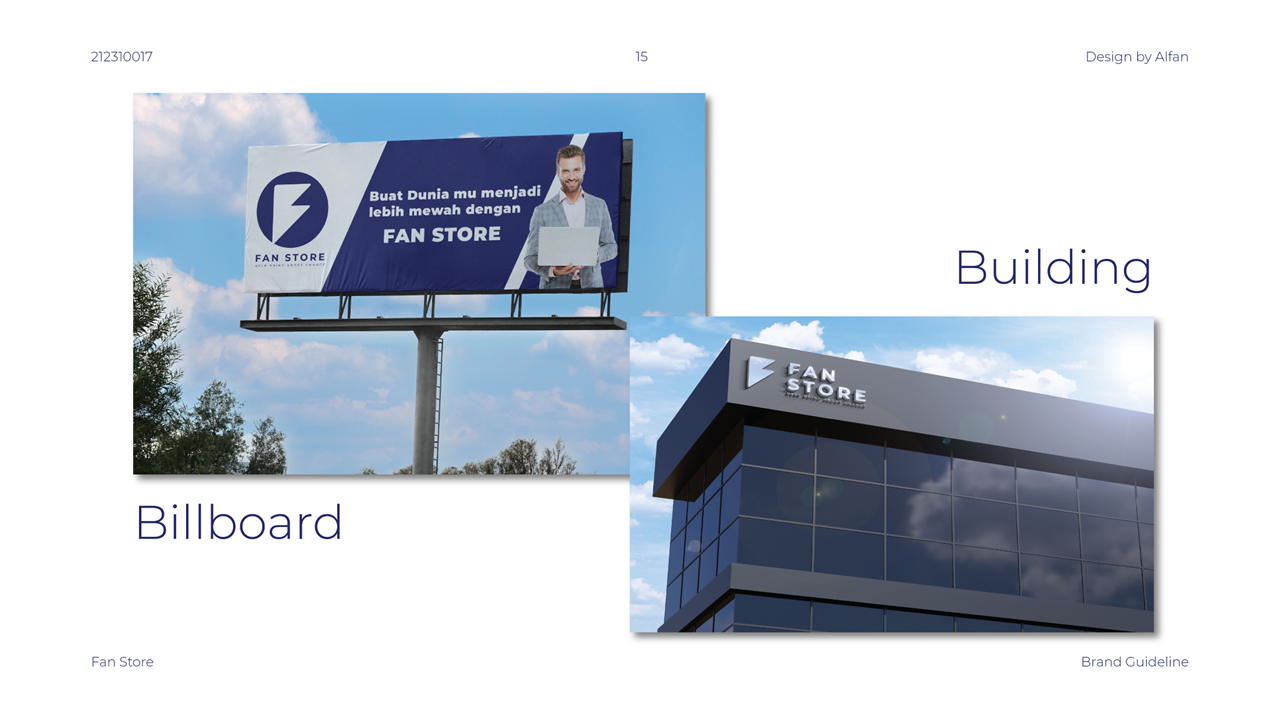 212310017
15
Design by Alfan
Buat Dunia mu menjadi
lebih mewah dengan
FAN STORE
FAN STORE
Building
FAN
STORE
Billboard
Fan Store
Brand Guideline